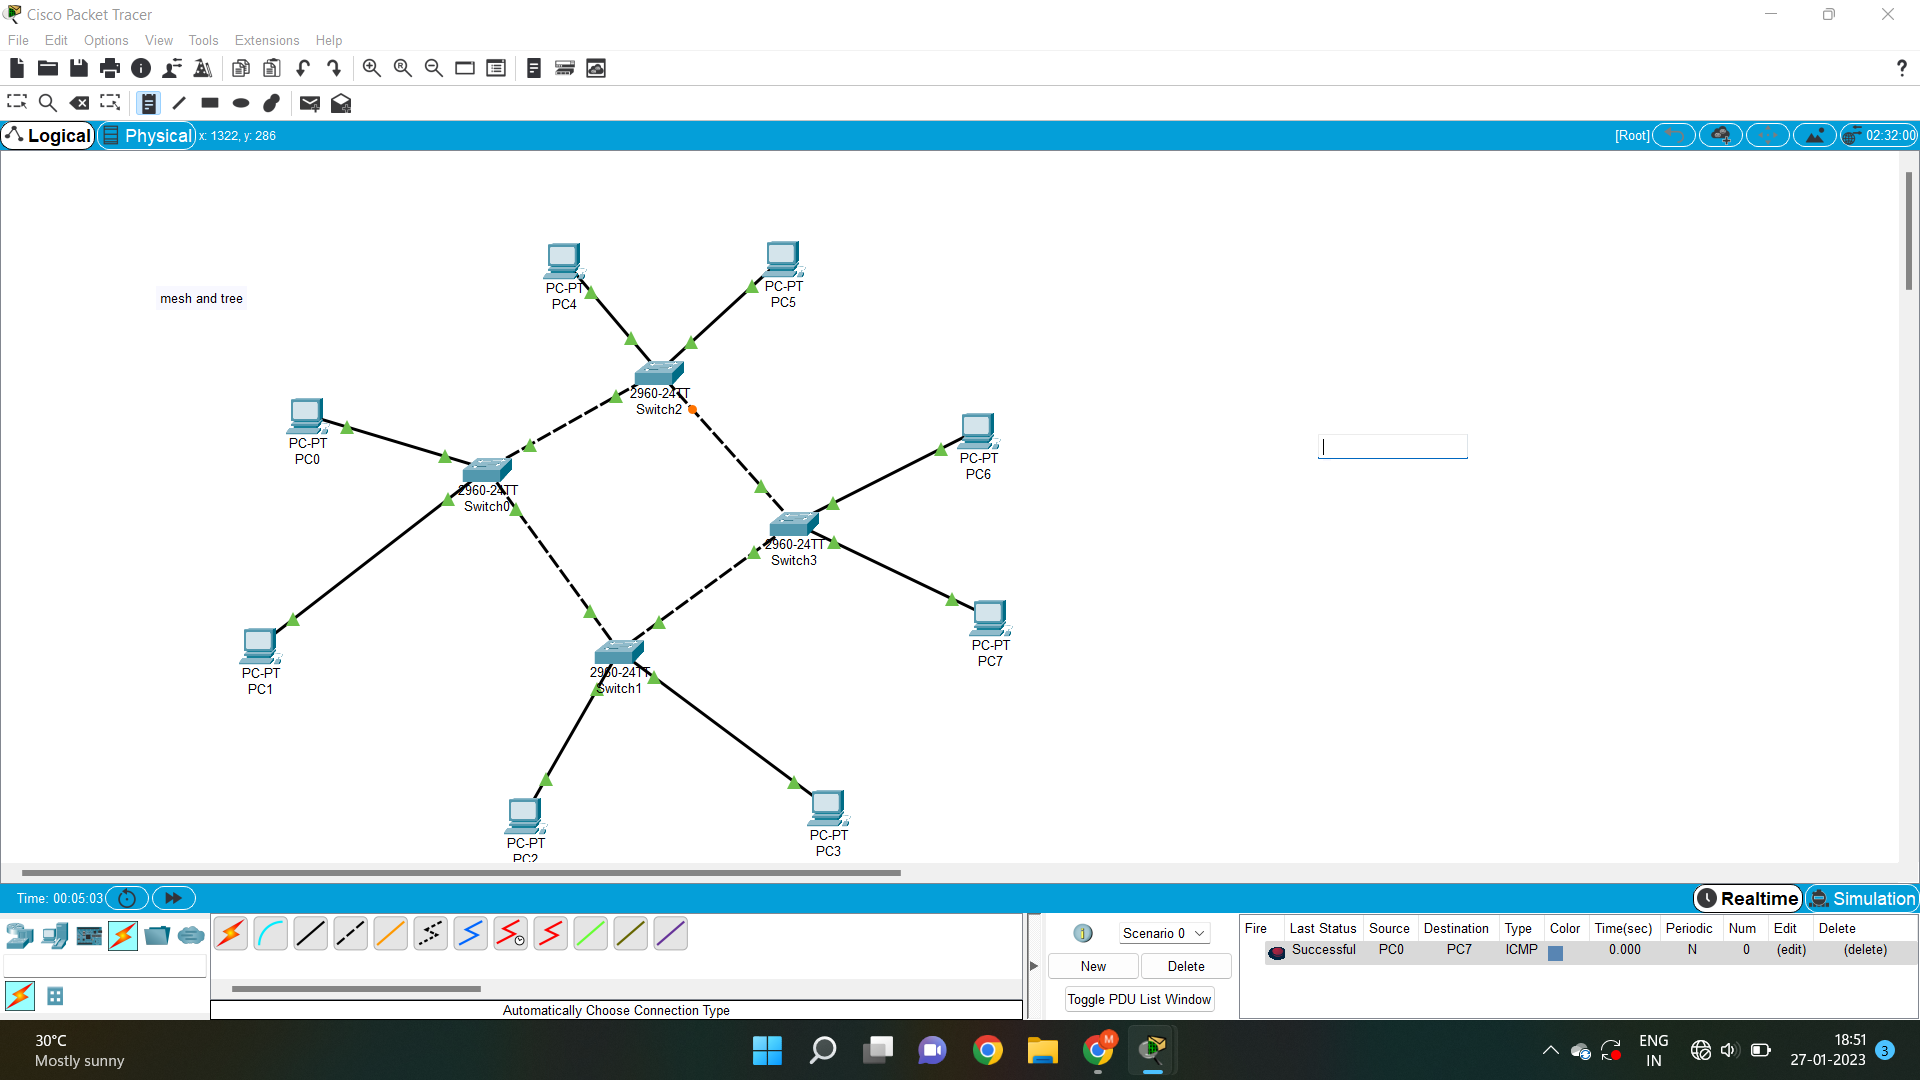 Cisco Packet Tracer
File Edit Options View Tools Extensions Help
Logical Physical x: 1322, y: 286 [Root] 02:32:00
mesh and tree
PC-PT
PC4
PC-PT
PC5
2960-24TT
Switch2
PC-PT
PC0
PC-PT
PC6
2960-24TT
Switch0
2960-24TT
Switch3
PC-PT
PC7
PC-PT
PC1
2960-24TT
Switch1
PC-PT
PC2
PC-PT
PC3
Time: 00:05:03 Realtime Simulation
Scenario 0
New Delete
Toggle PDU List Window
Fire Last Status Source Destination Type Color Time(sec) Periodic Num Edit Delete
Successful PC0 PC7 ICMP 0.000 N 0 (edit) (delete)
Automatically Choose Connection Type
30°C
Mostly sunny
M
ENG
IN
18:51
27-01-2023
3